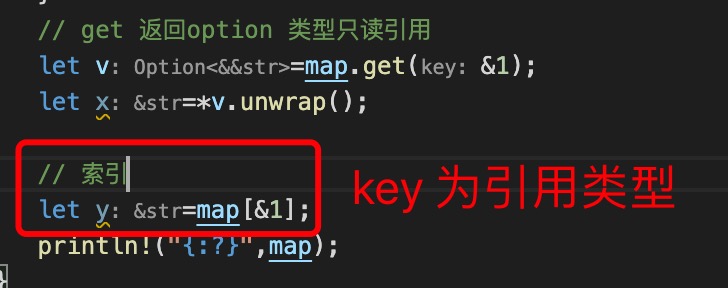 }
// get 返回option 类型只读引用
let v: Option<&&str>=map.get(key: &1);
let x: &str=*v.unwrap();
// 索引
let y: &str=map[&1];
key 为引用类型
println!("{:?}",map);
}